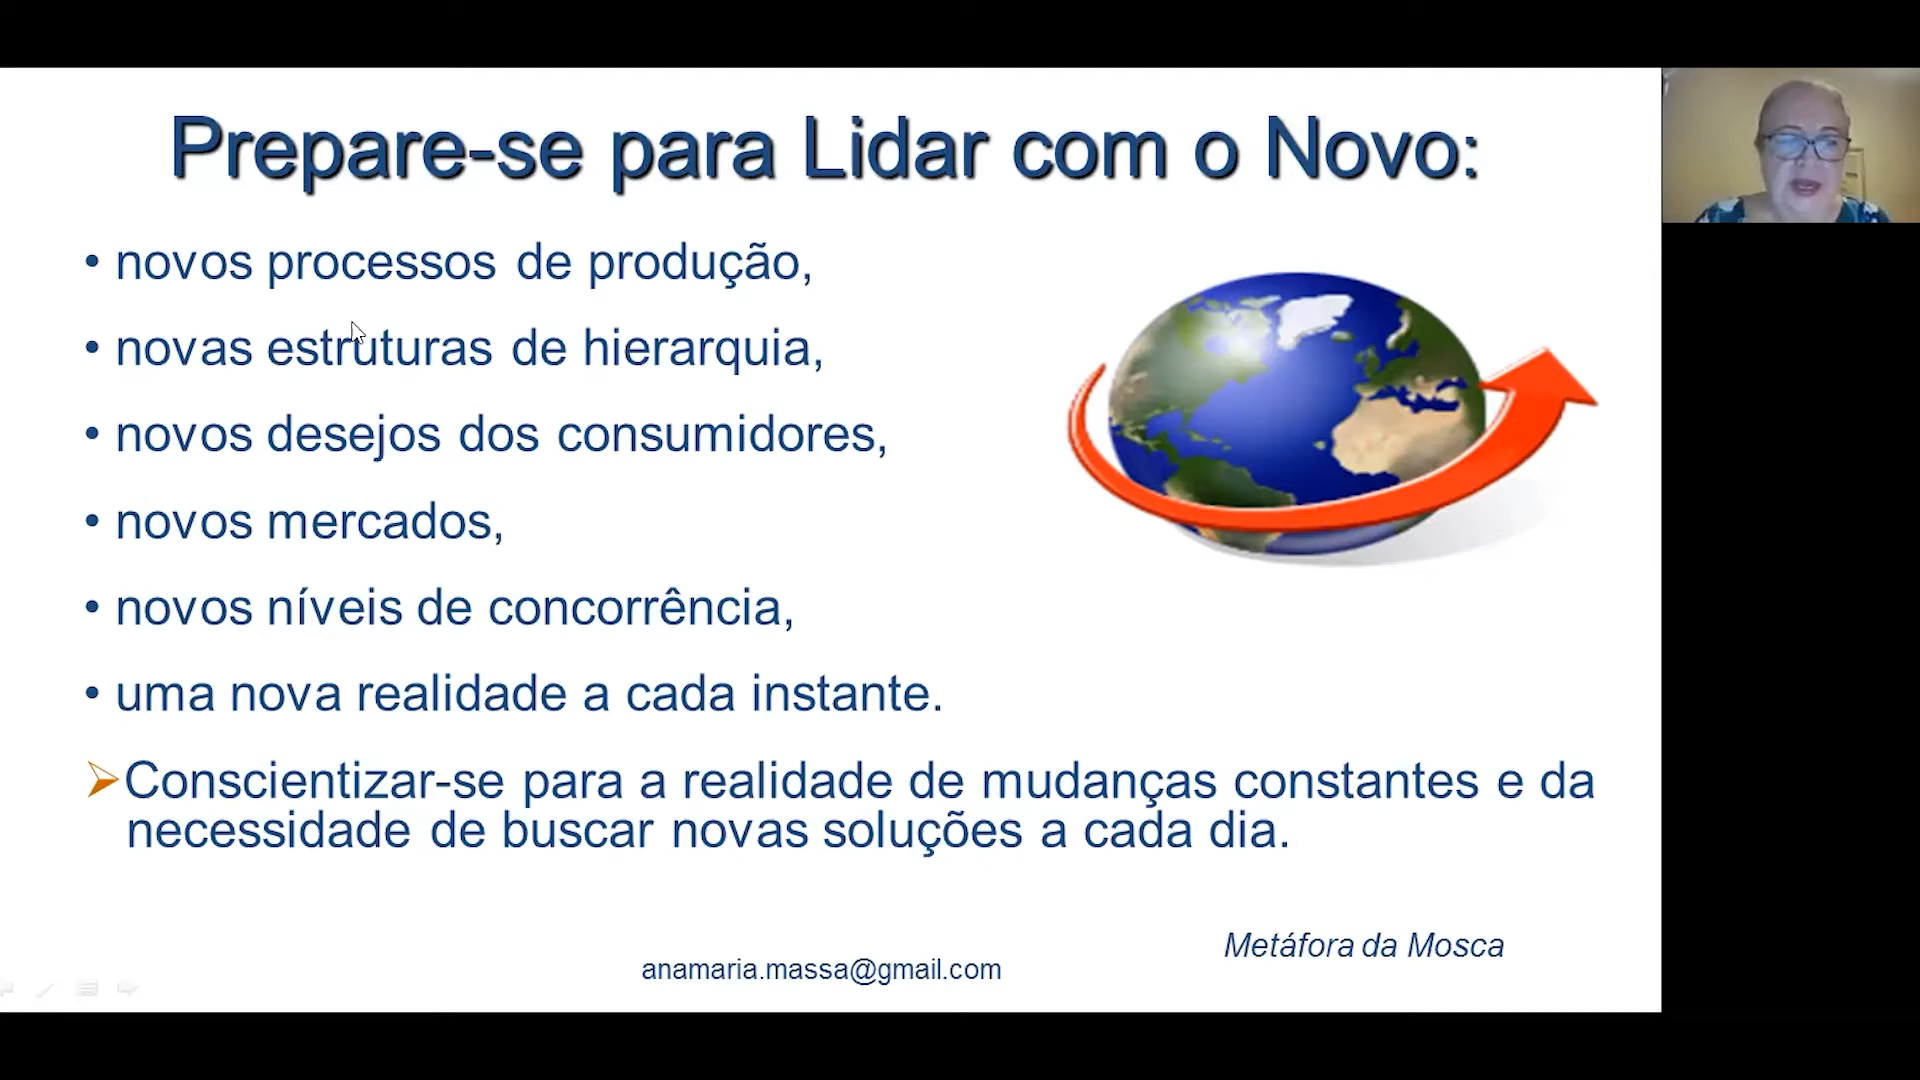 Prepare-se para Lidar com o Novo:
• novos processos de produção,
• novas estruturas de hierarquia,
• novos desejos dos consumidores,
• novos mercados,
• novos níveis de concorrência,
• uma nova realidade a cada instante.
➢Conscientizar-se para a realidade de mudanças constantes e da
necessidade de buscar novas soluções a cada dia.
Metáfora da Mosca
anamaria.massa@gmail.com